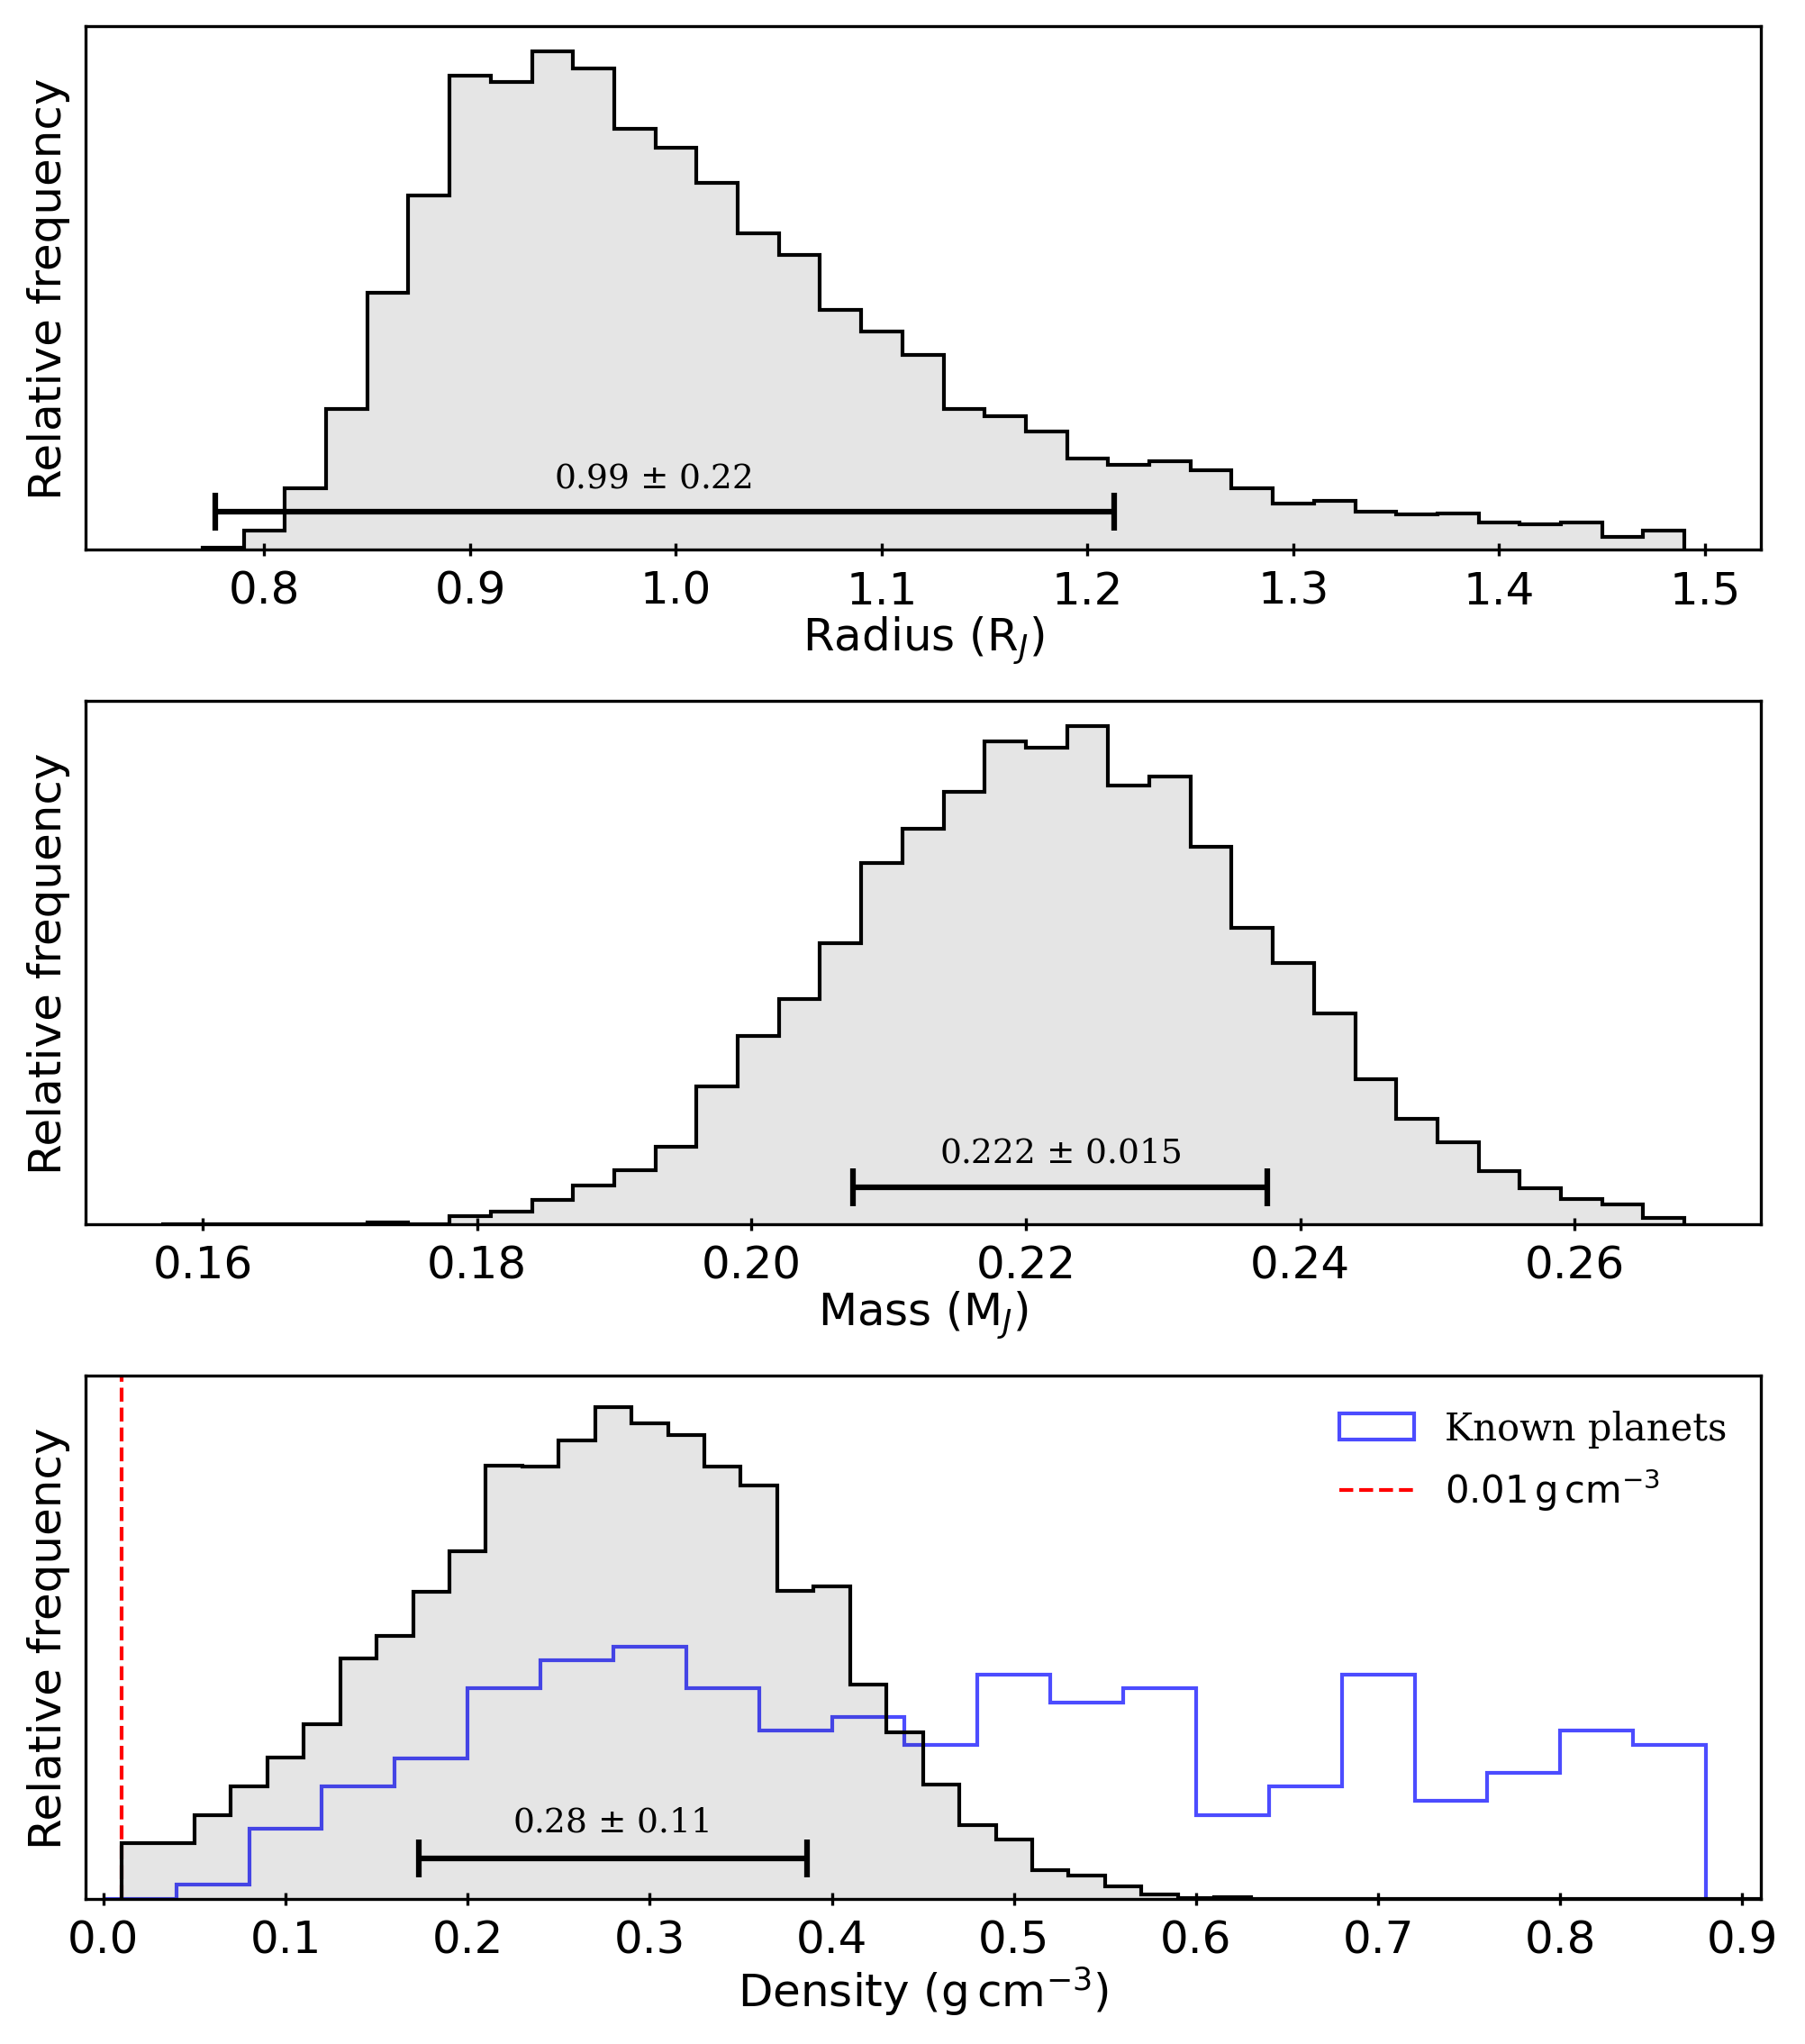 Relative frequency
0.99 ± 0.22
0.8 0.9 1.0 1.1 1.2 1.3 1.4 1.5
Radius (R_J)
Relative frequency
0.222 ± 0.015
0.16 0.18 0.20 0.22 0.24 0.26
Mass (M_J)
Relative frequency
Known planets
0.01 g cm⁻³
0.28 ± 0.11
0.0 0.1 0.2 0.3 0.4 0.5 0.6 0.7 0.8 0.9
Density (g cm⁻³)